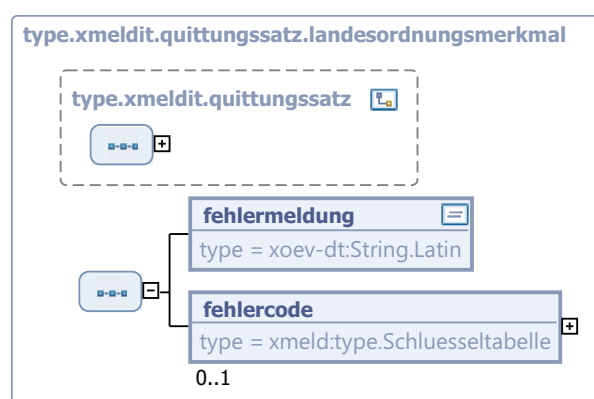 type.xmeldit.quittungssatz.landesordnungsmerkmal
type.xmeldit.quittungssatz
fehlermeldung
type = xoev-dt:String.Latin
fehlercode
type = xmeld:type.Schluesseltabelle
0..1